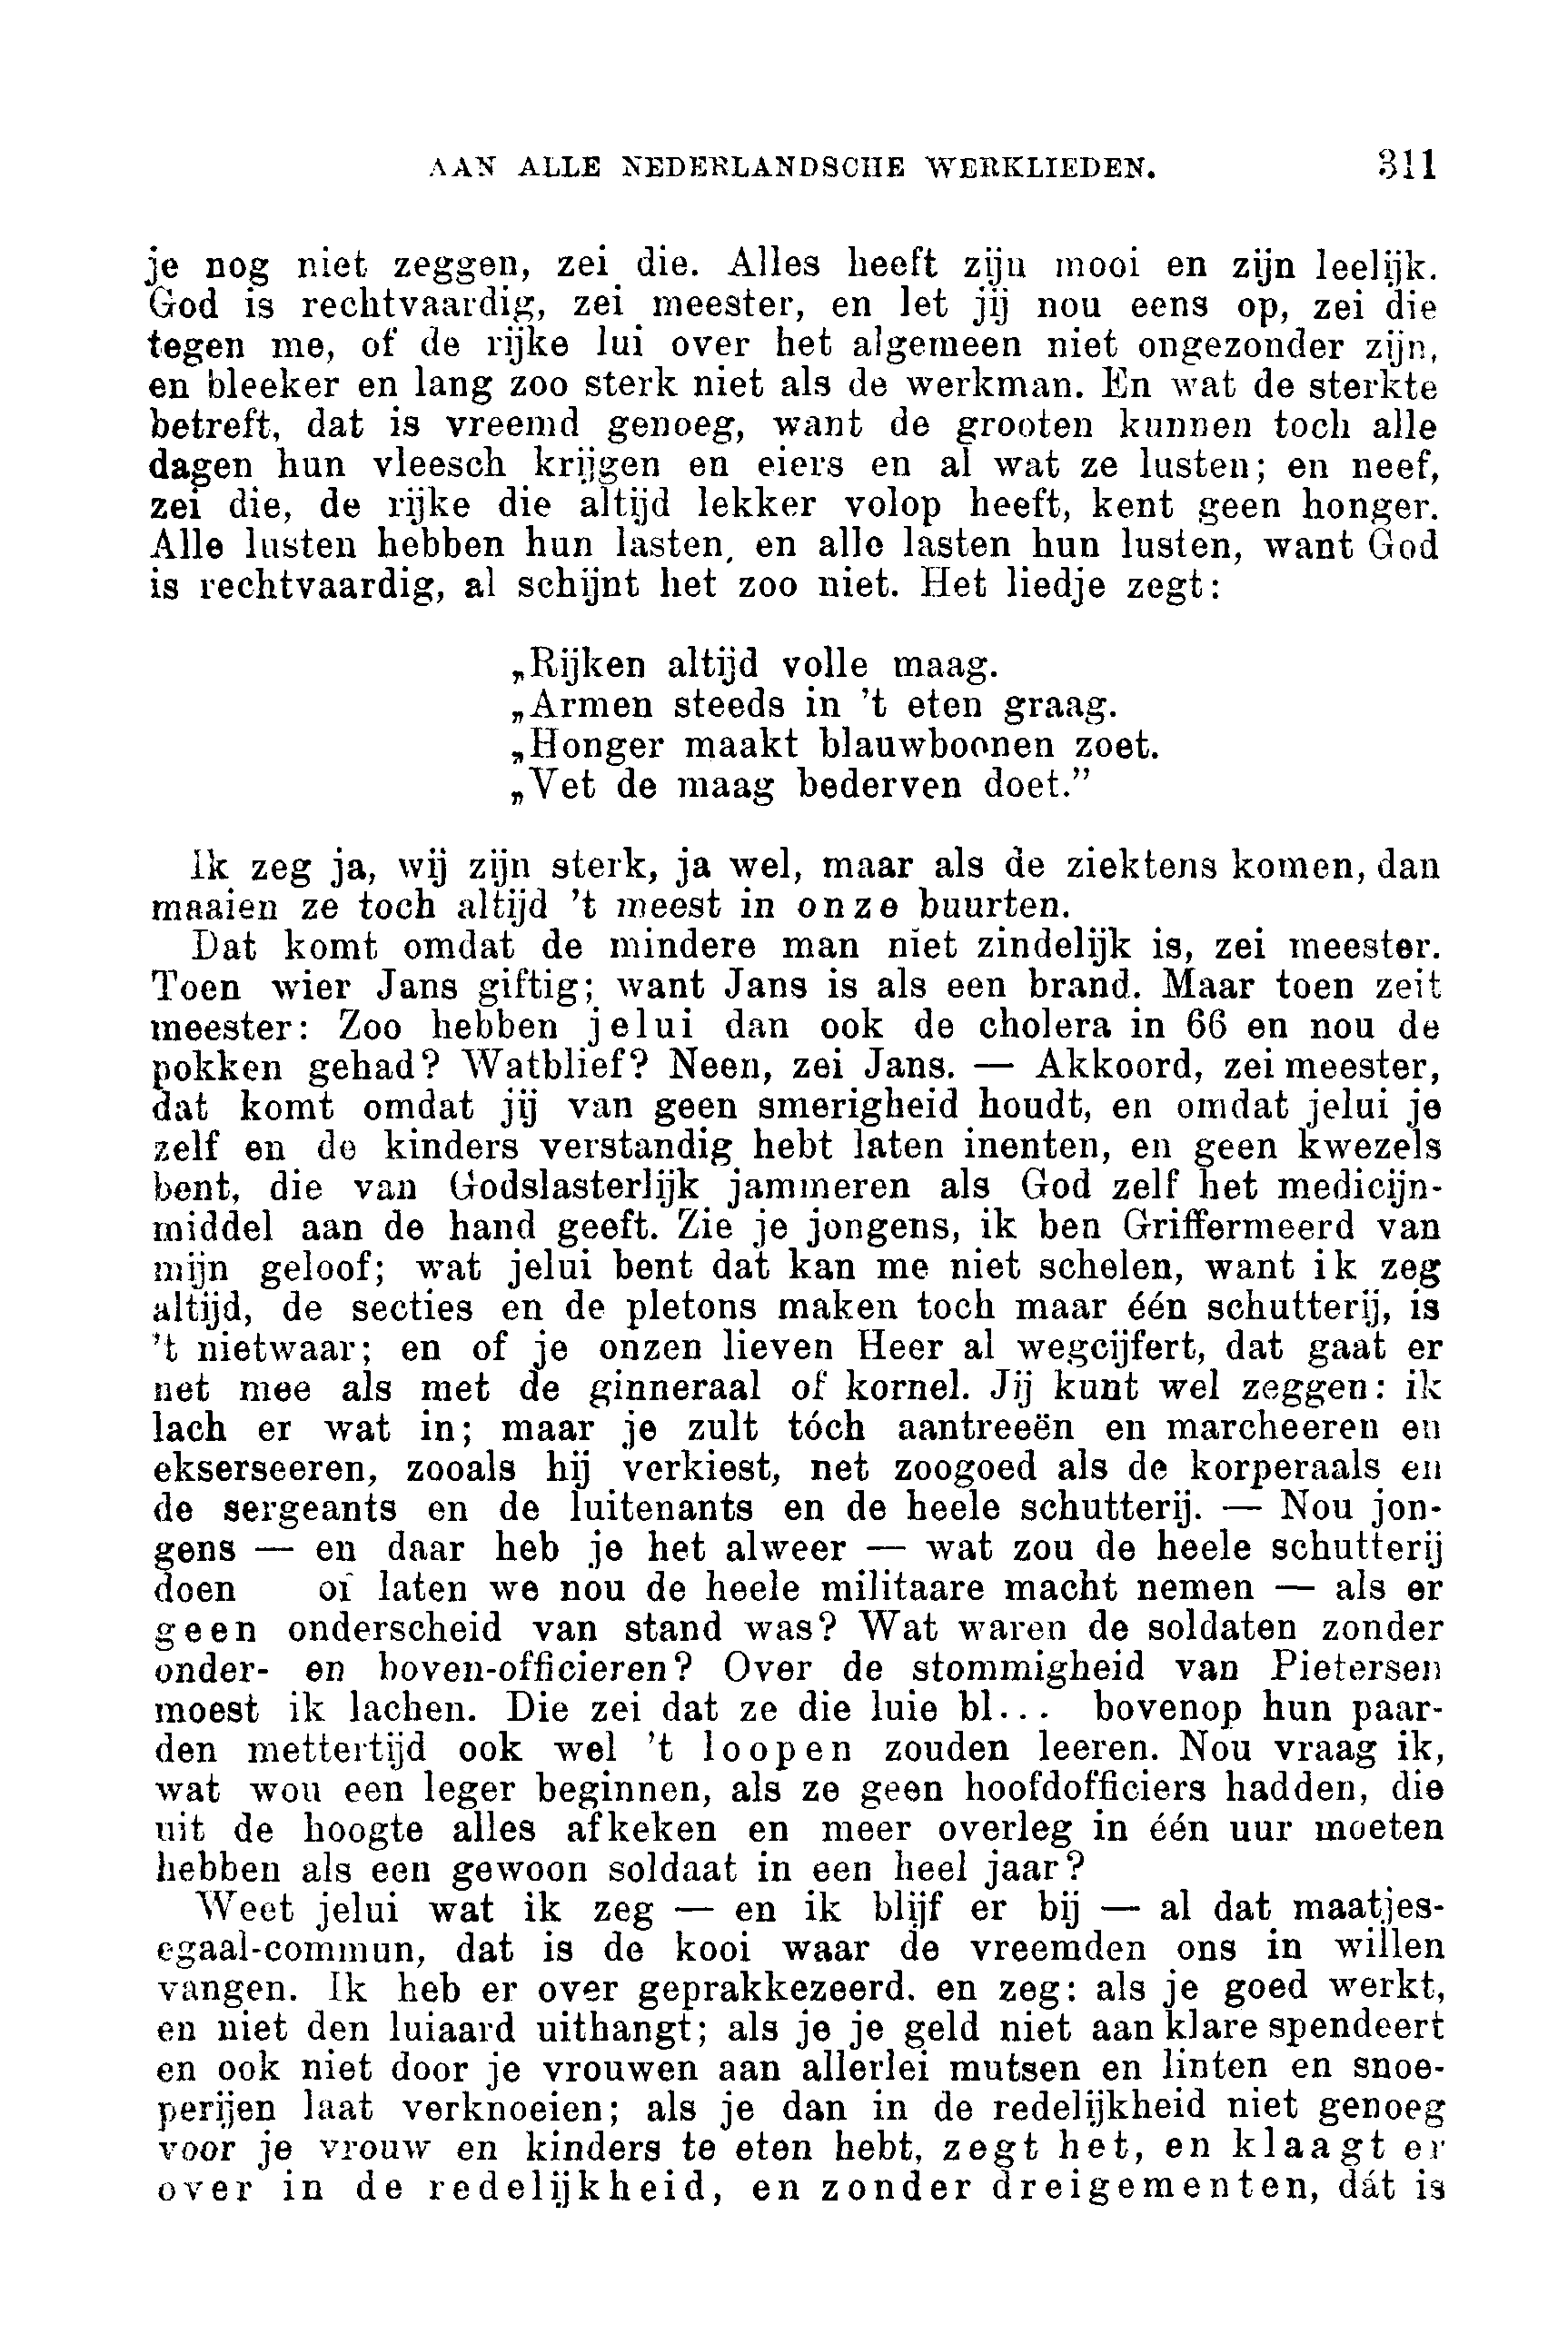 AAN ALLE NEDERLANDSCHE WERKLIEDEN. 311
je nog niet zeggen, zei die. Alles heeft zijn mooi en zijn leelijk.
God is rechtvaardig, zei meester, en let jij nou eens op, zei die
tegen me, of de rijke lui over het algemeen niet ongezonder zijn,
en bleeker en lang zoo sterk niet als de werkman. En wat de sterkte
betreft, dat is vreemd genoeg, want de grooten kunnen toch alle
dagen hun vleesch krijgen en eiers en al wat ze lusten; en neef,
zei die, de rijke die altijd lekker volop heeft, kent geen honger.
Alle lusten hebben hun lasten, en alle lasten hun lusten, want God
is rechtvaardig, al schijnt het zoo niet. Het liedje zegt:
„Rijken altijd volle maag.
„Armen steeds in 't eten graag.
„Honger maakt blauwboonen zoet.
„Vet de maag bederven doet.”
Ik zeg ja, wij zijn sterk, ja wel, maar als de ziektens komen, dan
maaien ze toch altijd 't meest in onze buurten.
Dat komt omdat de mindere man niet zindelijk is, zei meester.
Toen wier Jans giftig; want Jans is als een brand. Maar toen zeit
meester: Zoo hebben jelui dan ook de cholera in 66 en nou de
pokken gehad? Watblief? Neen, zei Jans. — Akkoord, zei meester,
dat komt omdat jij van geen smerigheid houdt, en omdat jelui je
zelf en de kinders verstandig hebt laten inenten, en geen kwezels
bent, die van Godslasterlijk jammeren als God zelf het medicijn-
middel aan de hand geeft. Zie je jongens, ik ben Griffermeerd van
mijn geloof; wat jelui bent dat kan me niet schelen, want ik zeg
altijd, de secties en de pletons maken toch maar één schutterij, is
't nietwaar; en of je onzen lieven Heer al wegcijfert, dat gaat er
net mee als met de ginneraal of kornel. Jij kunt wel zeggen: ik
lach er wat in; maar je zult tóch aantreeën en marcheeren en
ekserseeren, zooals hij verkiest, net zoogoed als de korperaals en
de sergeants en de luitenants en de heele schutterij. — Nou jon-
gens — en daar heb je het alweer — wat zou de heele schutterij
doen of laten we nou de heele militaare macht nemen — als er
geen onderscheid van stand was? Wat waren de soldaten zonder
onder- en boven-officieren? Over de stommigheid van Pietersen
moest ik lachen. Die zei dat ze die luie bl... bovenop hun paar-
den mettertijd ook wel 't loopen zouden leeren. Nou vraag ik,
wat wou een leger beginnen, als ze geen hoofdofficiers hadden, die
uit de hoogte alles afkeken en meer overleg in één uur moeten
hebben als een gewoon soldaat in een heel jaar?
Weet jelui wat ik zeg — en ik blijf er bij — al dat maatjes-
egaal-commun, dat is de kooi waar de vreemden ons in willen
vangen. Ik heb er over geprakkezeerd. en zeg: als je goed werkt,
en niet den luiaard uithangt; als je je geld niet aan klare spendeert
en ook niet door je vrouwen aan allerlei mutsen en linten en snoe-
perijen laat verknoeien; als je dan in de redelijkheid niet genoeg
voor je vrouw en kinders te eten hebt, zegt het, en klaagt er
over in de redelijkheid, en zonder dreigementen, dát is